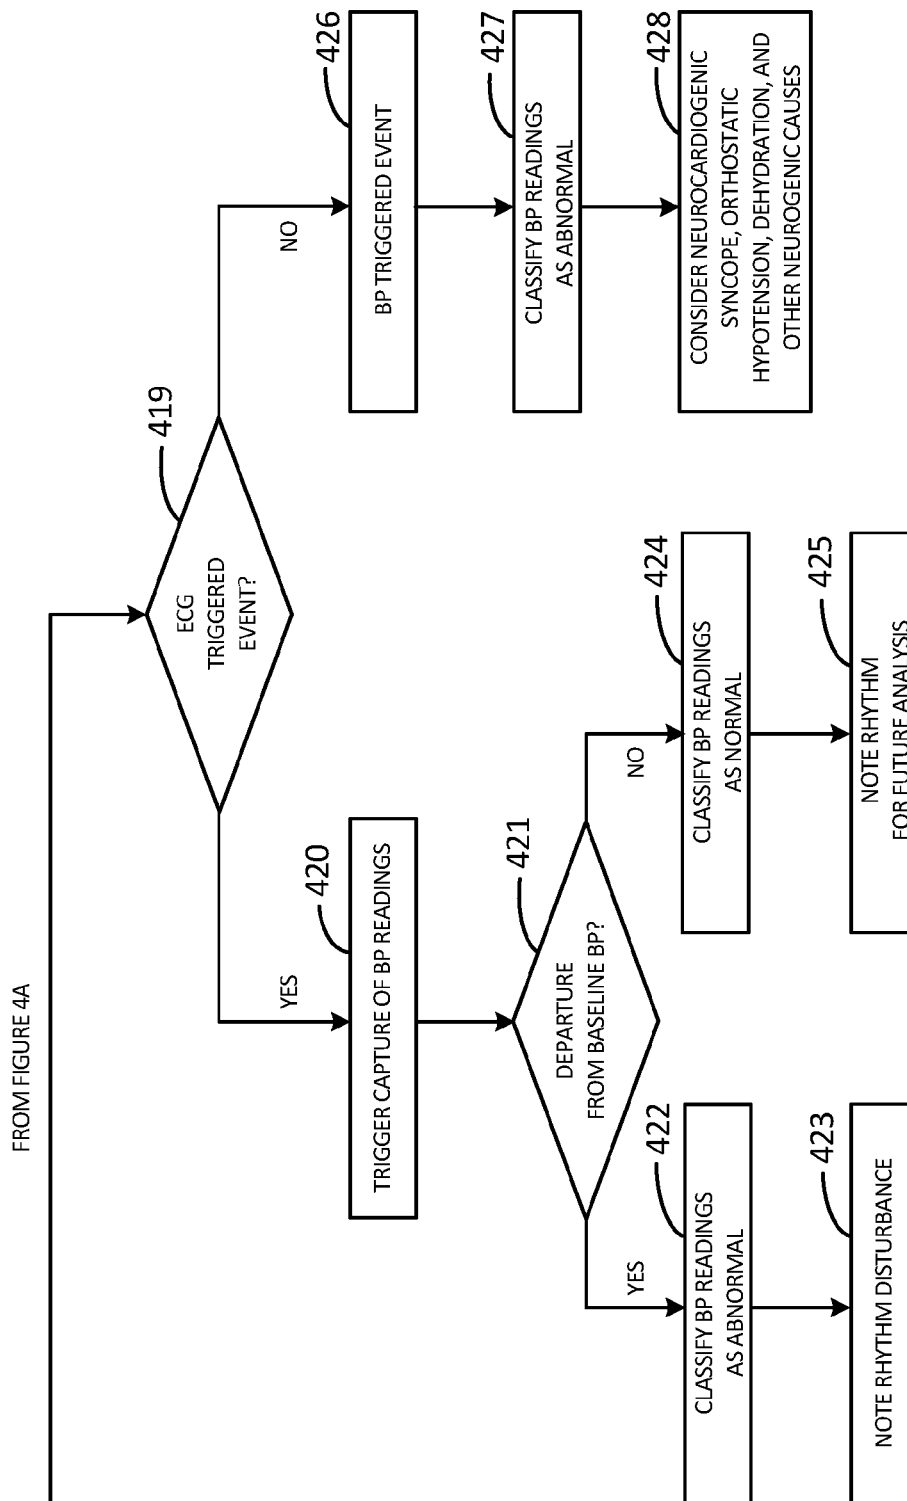 FROM FIGURE 4A
419
ECG
TRIGGERED
EVENT?
YES
NO
420
TRIGGER CAPTURE OF BP READINGS
426
BP TRIGGERED EVENT
421
DEPARTURE
FROM BASELINE BP?
427
CLASSIFY BP READINGS
AS ABNORMAL
YES
NO
422
CLASSIFY BP READINGS
AS ABNORMAL
424
CLASSIFY BP READINGS
AS NORMAL
428
CONSIDER NEUROCARDIOGENIC
SYNCOPE, ORTHOSTATIC
HYPOTENSION, DEHYDRATION, AND
OTHER NEUROGENIC CAUSES
423
NOTE RHYTHM DISTURBANCE
425
NOTE RHYTHM
FOR FUTURE ANALYSIS